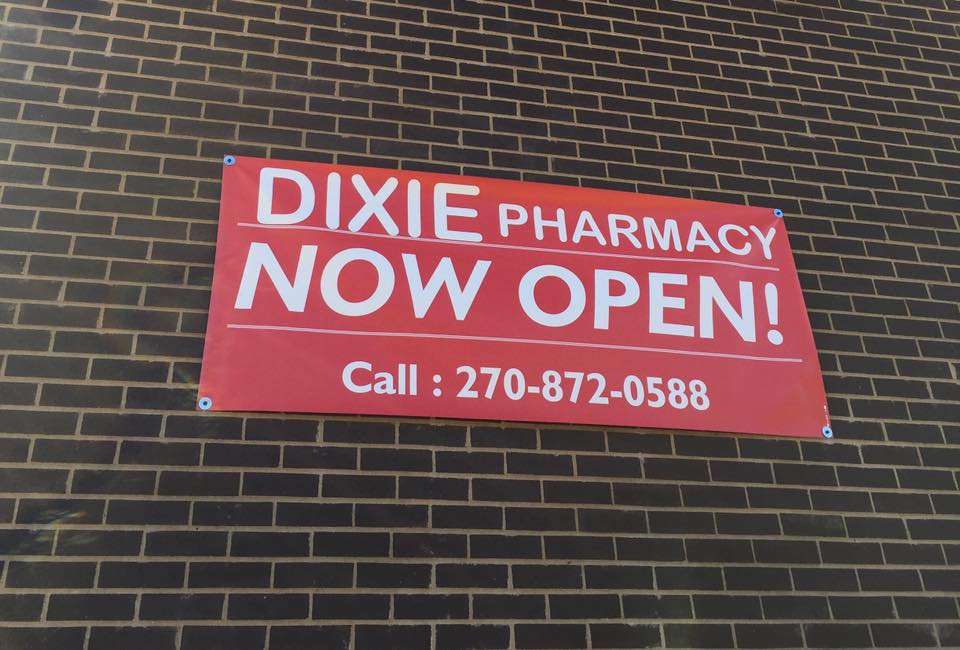 DIXIE PHARMACY
NOW OPEN!
Call : 270-872-0588